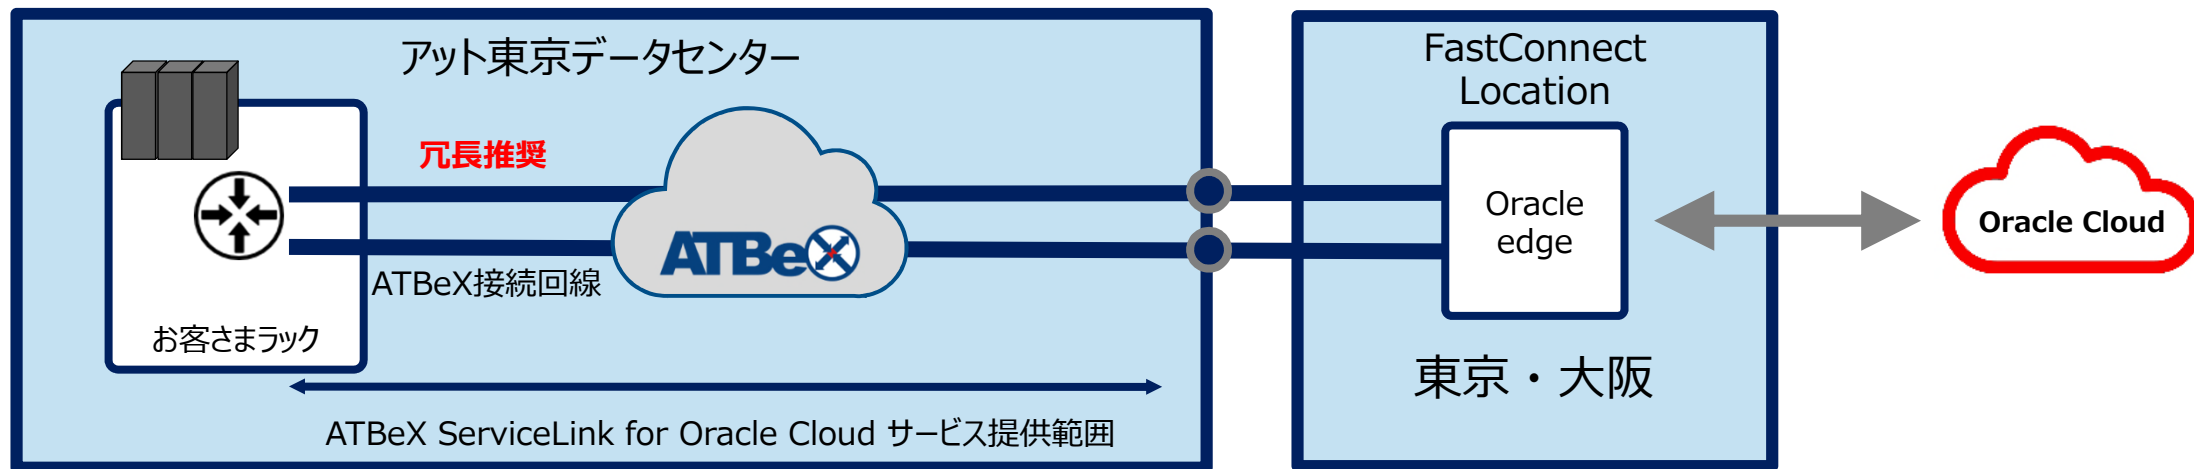 アット東京データセンター
冗長推奨
ATBeX
ATBeX接続回線
お客さまラック
ATBeX ServiceLink for Oracle Cloud サービス提供範囲
FastConnect
Location
Oracle
edge
東京・大阪
Oracle Cloud